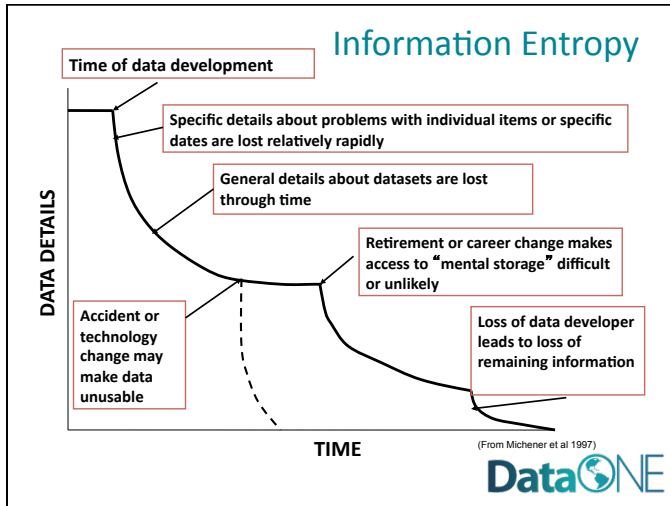 Information Entropy
Time of data development
Specific details about problems with individual items or specific
dates are lost relatively rapidly
General details about datasets are lost
through time
Retirement or career change makes
access to “mental storage” difficult
or unlikely
DATA DETAILS
Accident or
technology
change may
make data
unusable
Loss of data developer
leads to loss of
remaining information
TIME
(From Michener et al 1997)
DataONE